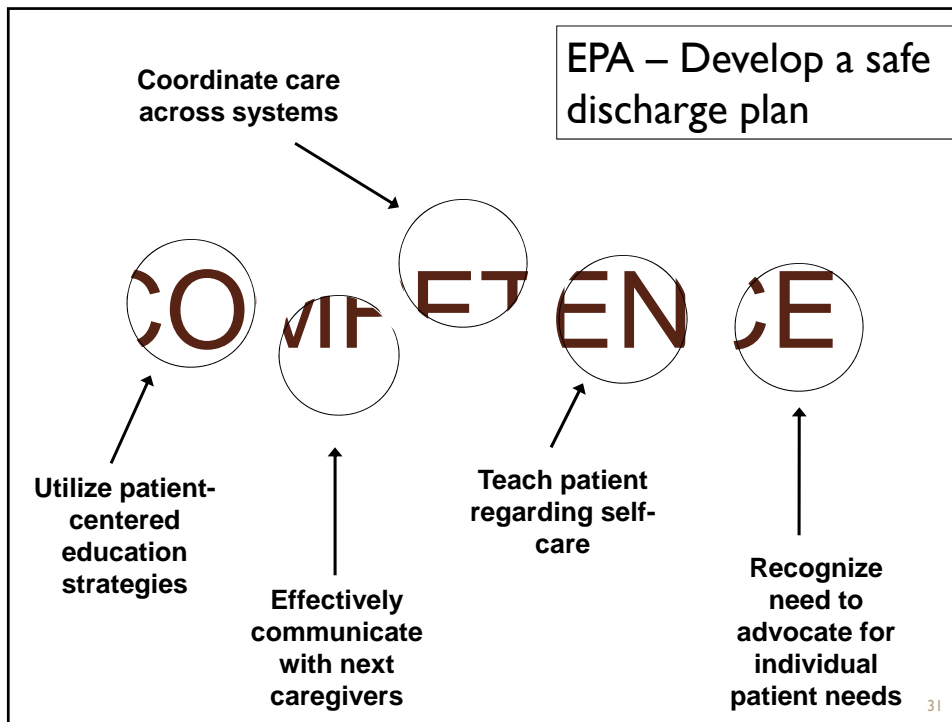 EPA – Develop a safe
discharge plan
Coordinate care
across systems
COMPETENCE
Utilize patient-
centered
education
strategies
Effectively
communicate
with next
caregivers
Teach patient
regarding self-
care
Recognize
need to
advocate for
individual
patient needs
31